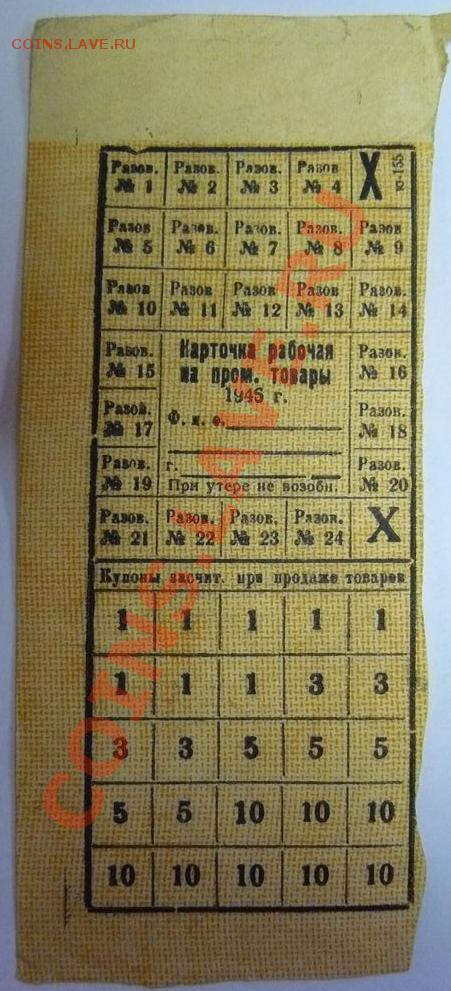 COINS.LAVE.RU
Разов. Разов. Разов. Разов X ю-155
№ 1 № 2 № 3 № 4
Разов Разов. Разов Разов. Разов.
№ 5 № 6 № 7 № 8 № 9
Разов. Разов Разов Разов Разов.
№ 10 № 11 № 12 № 13 № 14
Разов. Карточка рабочая Разов.
№ 15 на пром. товары № 16
1946 г.
Разов. Ф. и. о. Разов.
№ 17 № 18
Разов. г. Разов.
№ 19 При утере не возобн. № 20
Разов. Разов. Разов. Разов. X
№ 21 № 22 № 23 № 24
Купоны засчит. при продаже товаров
1 1 1 1 1
1 1 1 3 3
3 3 5 5 5
5 5 10 10 10
10 10 10 10 10
COINS.LAVE.RU